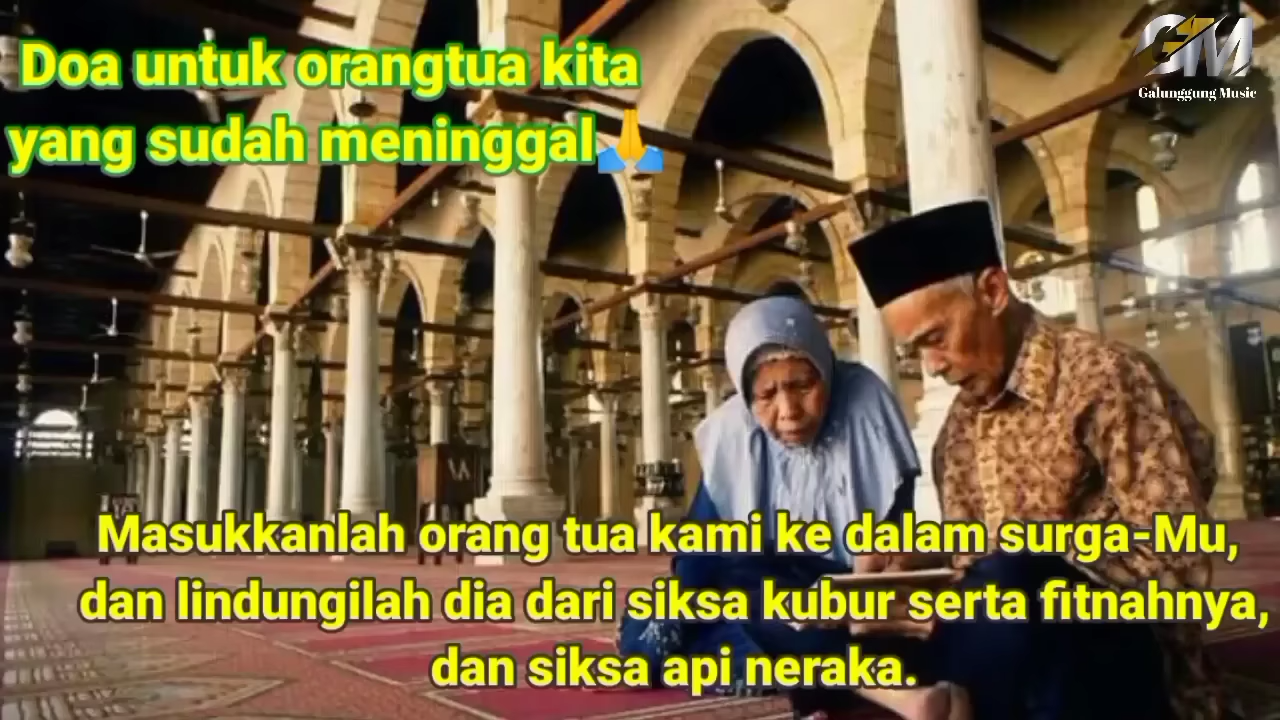 Doa untuk orangtua kita
yang sudah meninggal🙏
GM
Galunggung Music
Masukkanlah orang tua kami ke dalam surga-Mu,
dan lindungilah dia dari siksa kubur serta fitnahnya,
dan siksa api neraka.